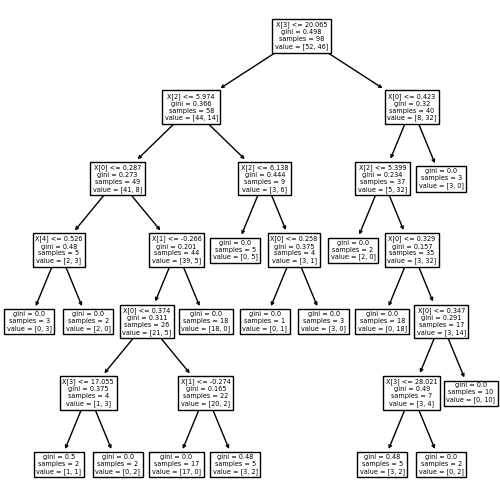 X[3] <= 20.065
gini = 0.498
samples = 98
value = [52, 46]
X[2] <= 5.974
gini = 0.366
samples = 58
value = [44, 14]
X[0] <= 0.423
gini = 0.32
samples = 40
value = [8, 32]
X[0] <= 0.287
gini = 0.273
samples = 49
value = [41, 8]
X[2] <= 6.138
gini = 0.444
samples = 9
value = [3, 6]
X[2] <= 5.399
gini = 0.234
samples = 37
value = [5, 32]
gini = 0.0
samples = 3
value = [3, 0]
X[4] <= 0.526
gini = 0.48
samples = 5
value = [2, 3]
X[1] <= -0.266
gini = 0.201
samples = 44
value = [39, 5]
gini = 0.0
samples = 5
value = [0, 5]
X[0] <= 0.258
gini = 0.375
samples = 4
value = [3, 1]
gini = 0.0
samples = 2
value = [2, 0]
X[0] <= 0.329
gini = 0.157
samples = 35
value = [3, 32]
gini = 0.0
samples = 3
value = [0, 3]
gini = 0.0
samples = 2
value = [2, 0]
X[0] <= 0.374
gini = 0.311
samples = 26
value = [21, 5]
gini = 0.0
samples = 18
value = [18, 0]
gini = 0.0
samples = 1
value = [0, 1]
gini = 0.0
samples = 3
value = [3, 0]
gini = 0.0
samples = 18
value = [0, 18]
X[0] <= 0.347
gini = 0.291
samples = 17
value = [3, 14]
X[3] <= 17.055
gini = 0.375
samples = 4
value = [1, 3]
X[1] <= -0.274
gini = 0.165
samples = 22
value = [20, 2]
X[3] <= 28.021
gini = 0.49
samples = 7
value = [3, 4]
gini = 0.0
samples = 10
value = [0, 10]
gini = 0.5
samples = 2
value = [1, 1]
gini = 0.0
samples = 2
value = [0, 2]
gini = 0.0
samples = 17
value = [17, 0]
gini = 0.48
samples = 5
value = [3, 2]
gini = 0.48
samples = 5
value = [3, 2]
gini = 0.0
samples = 2
value = [0, 2]